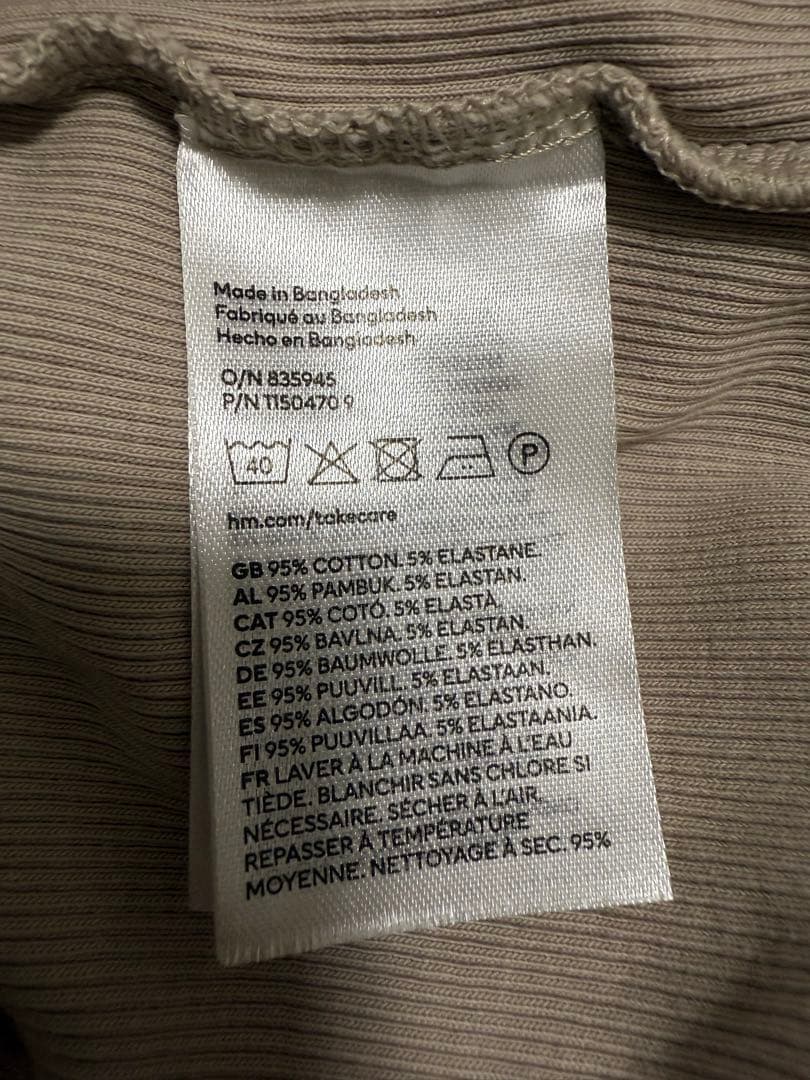 Made in Bangladesh
Fabriqué au Bangladesh
Hecho en Bangladesh
O/N 835945
P/N 1150470 9
40
P
hm.com/takecare
GB 95% COTTON. 5% ELASTANE.
AL 95% PAMBUK. 5% ELASTAN.
CAT 95% COTÓ. 5% ELASTÀ
CZ 95% BAVLNA. 5% ELASTAN.
DE 95% BAUMWOLLE. 5% ELASTHAN.
EE 95% PUUVILL. 5% ELASTAAN.
ES 95% ALGODÓN. 5% ELASTANO.
FI 95% PUUVILLAA. 5% ELASTAANIA.
FR LAVER À LA MACHINE À L'EAU
TIÈDE. BLANCHIR SANS CHLORE SI
NÉCESSAIRE. SÉCHER À L'AIR.
REPASSER À TEMPÉRATURE
MOYENNE. NETTOYAGE À SEC. 95%